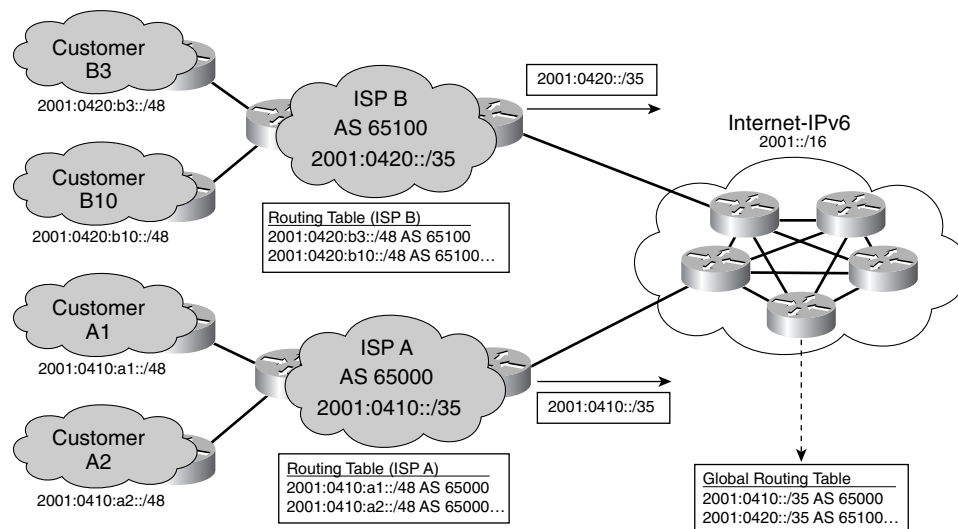 Customer
B3
2001:0420:b3::/48
Customer
B10
2001:0420:b10::/48
ISP B
AS 65100
2001:0420::/35
2001:0420::/35
Internet-IPv6
2001::/16
Routing Table (ISP B)
2001:0420:b3::/48 AS 65100
2001:0420:b10::/48 AS 65100…
Customer
A1
2001:0410:a1::/48
Customer
A2
2001:0410:a2::/48
ISP A
AS 65000
2001:0410::/35
2001:0410::/35
Routing Table (ISP A)
2001:0410:a1::/48 AS 65000
2001:0410:a2::/48 AS 65000…
Global Routing Table
2001:0410::/35 AS 65000
2001:0420::/35 AS 65100…